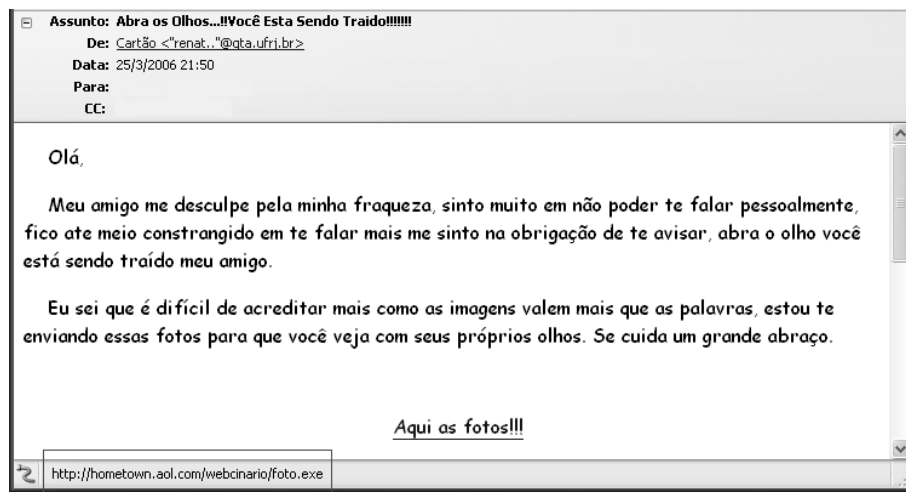 Assunto: Abra os Olhos...!!Você Esta Sendo Traido!!!!!!!
De: Cartão <"renat.."@gta.ufrj.br>
Data: 25/3/2006 21:50
Para:
CC:
Olá,
Meu amigo me desculpe pela minha fraqueza, sinto muito em não poder te falar pessoalmente,
fico ate meio constrangido em te falar mais me sinto na obrigação de te avisar, abra o olho você
está sendo traído meu amigo.
Eu sei que é difícil de acreditar mais como as imagens valem mais que as palavras, estou te
enviando essas fotos para que você veja com seus próprios olhos. Se cuida um grande abraço.
Aqui as fotos!!!
http://hometown.aol.com/webcinario/foto.exe